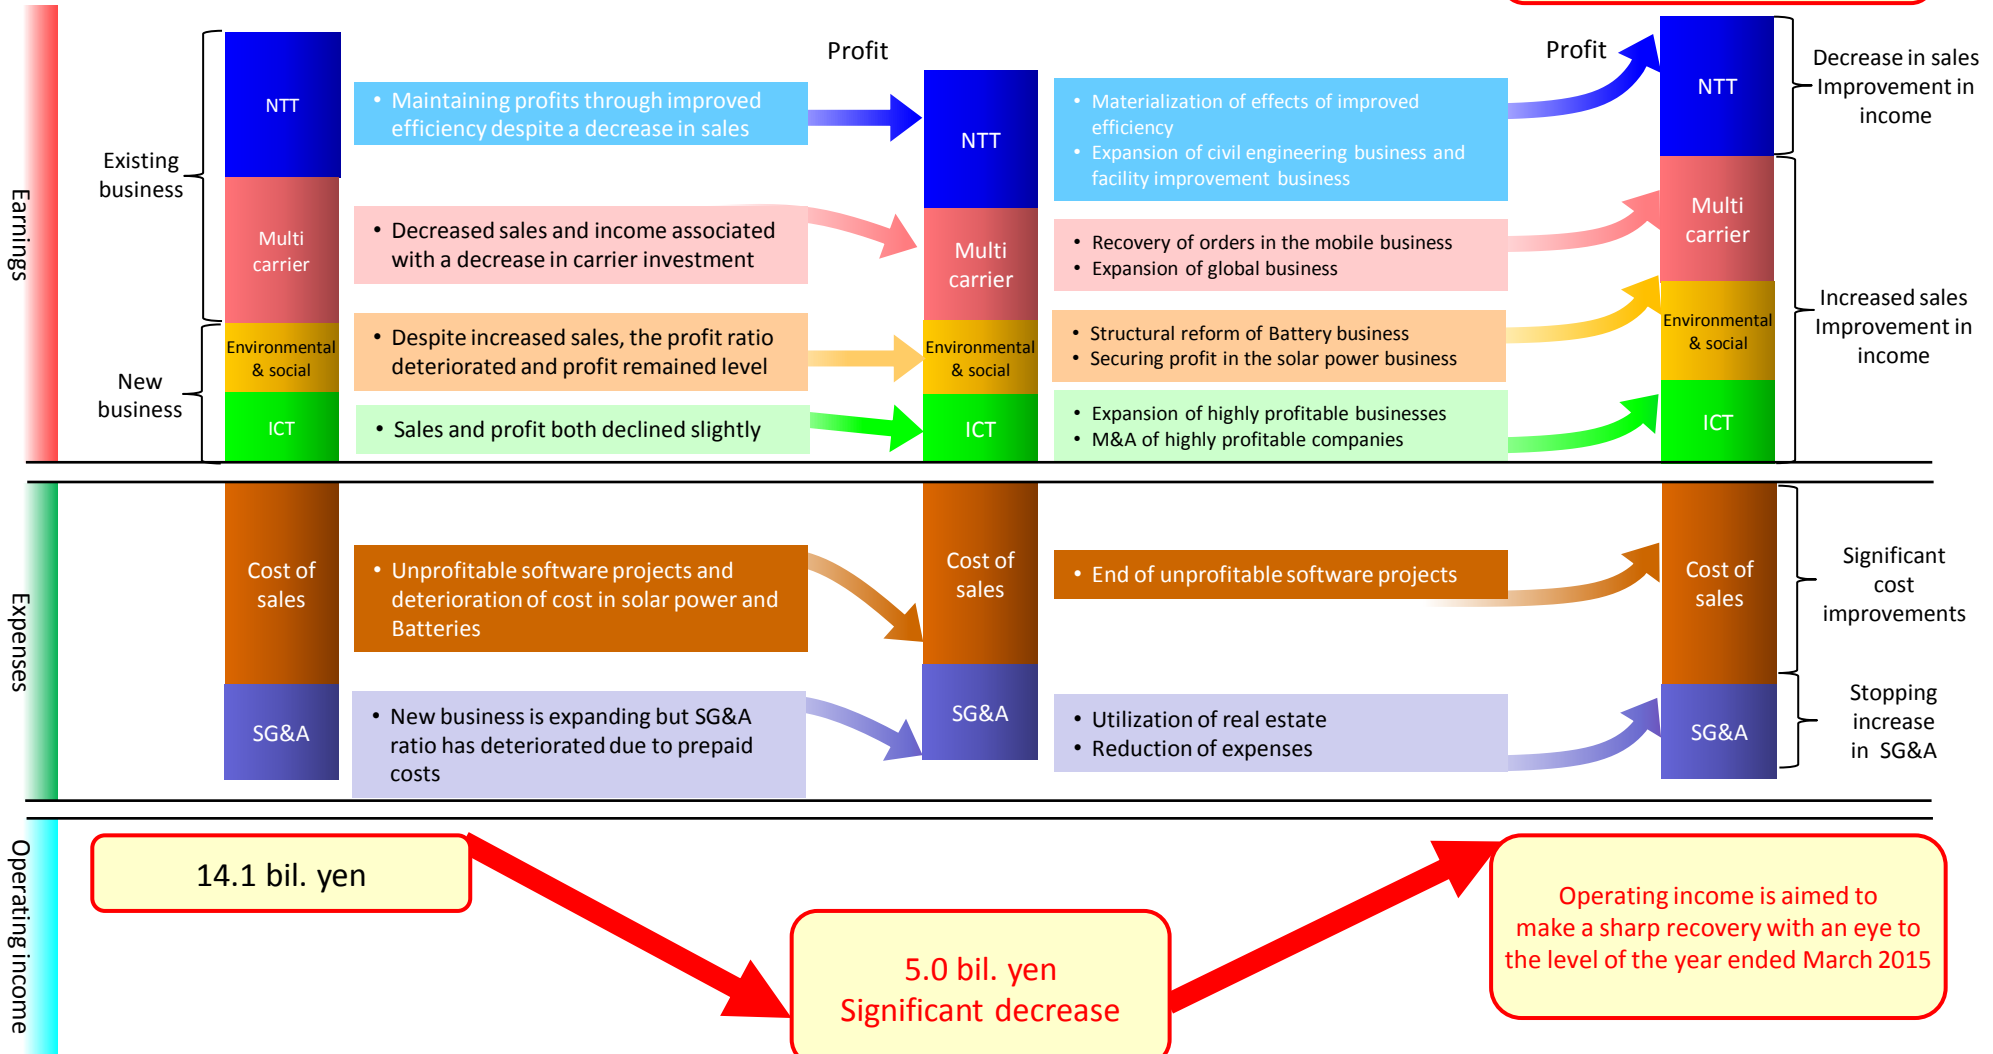 Earnings
Existing
business
New
business
NTT
Multi
carrier
Environmental
& social
ICT
• Maintaining profits through improved
efficiency despite a decrease in sales
• Decreased sales and income associated
with a decrease in carrier investment
• Despite increased sales, the profit ratio
deteriorated and profit remained level
• Sales and profit both declined slightly
Profit
NTT
Multi
carrier
Environmental
& social
ICT
• Materialization of effects of improved
efficiency
• Expansion of civil engineering business and
facility improvement business
• Recovery of orders in the mobile business
• Expansion of global business
• Structural reform of Battery business
• Securing profit in the solar power business
• Expansion of highly profitable businesses
• M&A of highly profitable companies
Profit
NTT
Multi
carrier
Environmental
& social
ICT
Decrease in sales
Improvement in
income
Increased sales
Improvement in
income
Expenses
Cost of
sales
SG&A
• Unprofitable software projects and
deterioration of cost in solar power and
Batteries
• New business is expanding but SG&A
ratio has deteriorated due to prepaid
costs
Cost of
sales
SG&A
• End of unprofitable software projects
• Utilization of real estate
• Reduction of expenses
Cost of
sales
SG&A
Significant
cost
improvements
Stopping
increase
in SG&A
Operating income
14.1 bil. yen
5.0 bil. yen
Significant decrease
Operating income is aimed to
make a sharp recovery with an eye to
the level of the year ended March 2015